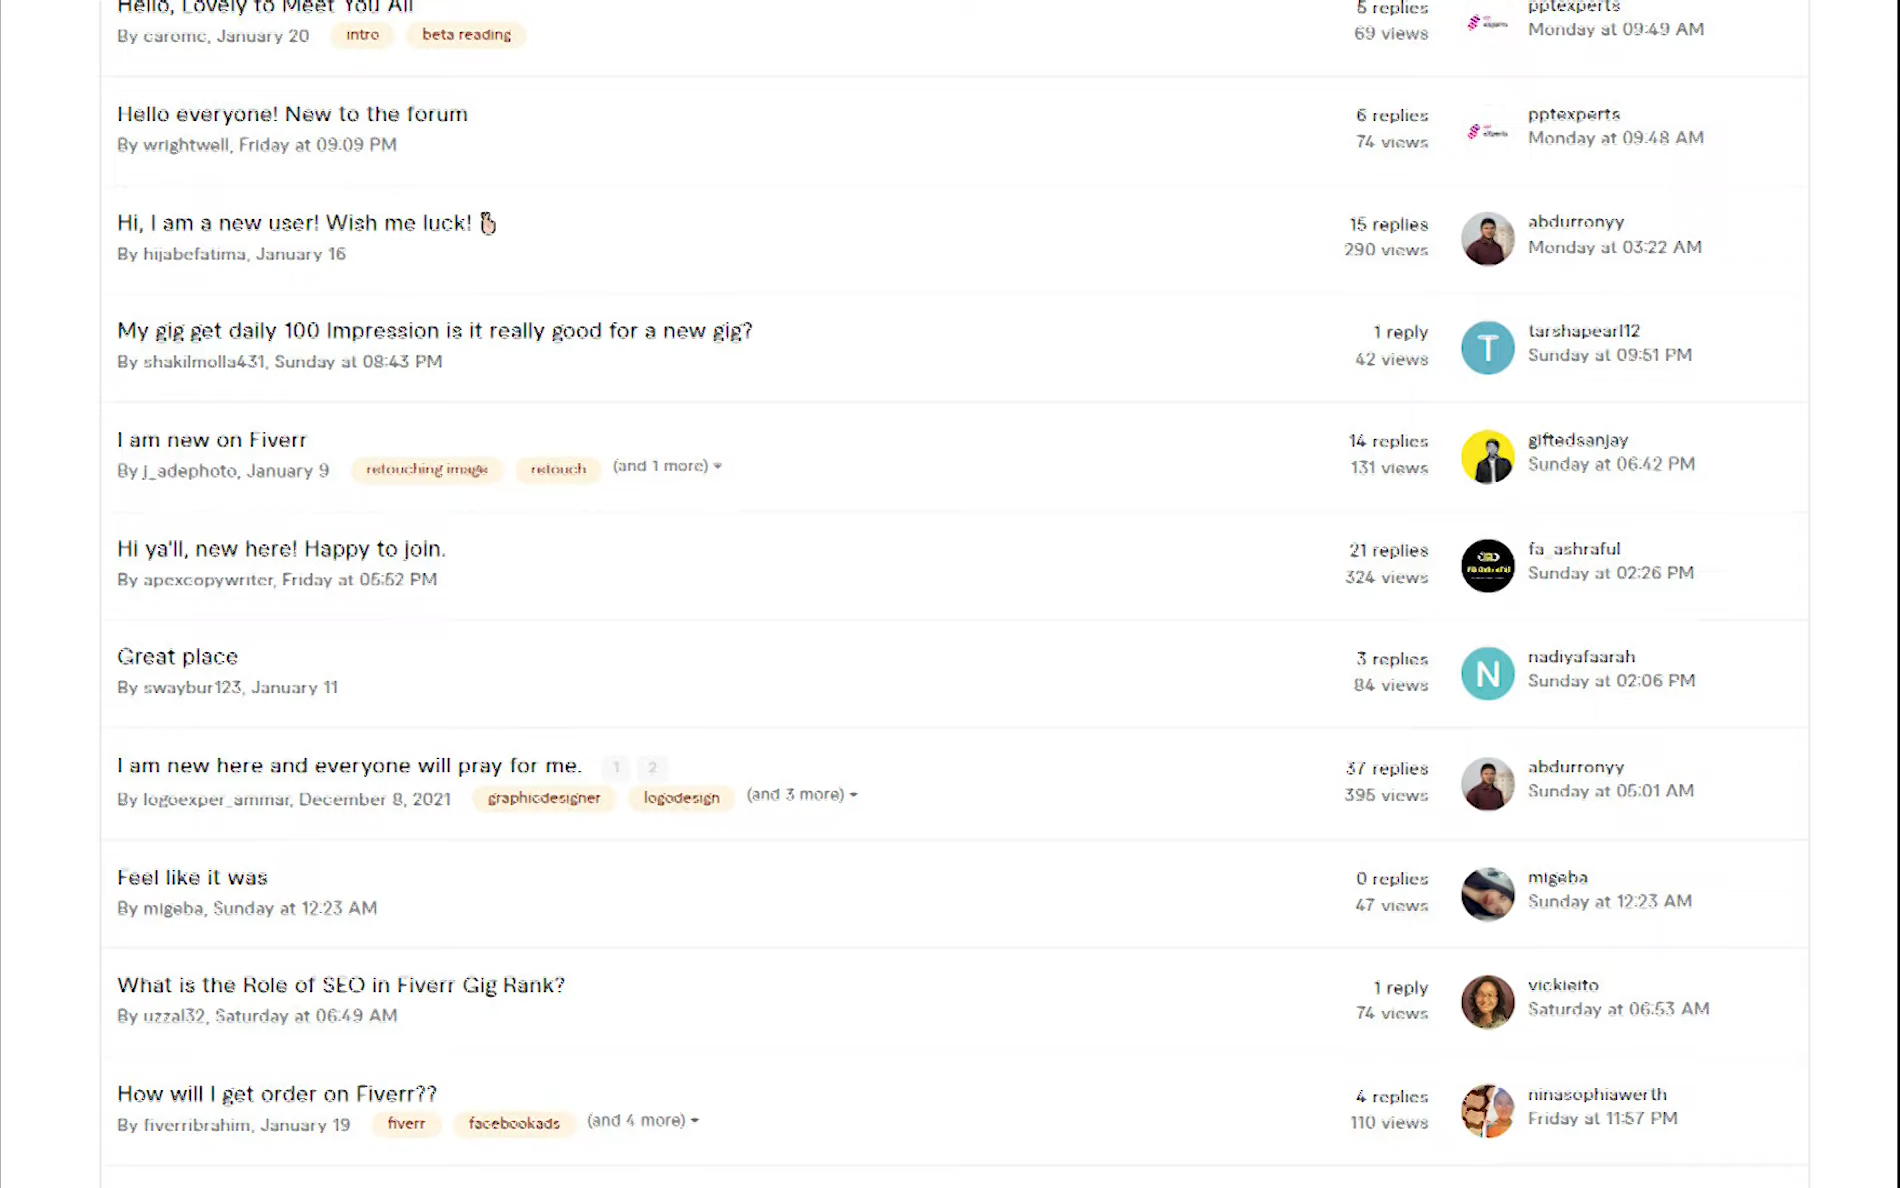 Hello, Lovely to Meet You All
By caromc, January 20 intro beta reading
5 replies
69 views
pptexperts
Monday at 09:49 AM
Hello everyone! New to the forum
By wrightwell, Friday at 09:09 PM
6 replies
74 views
pptexperts
Monday at 09:48 AM
Hi, I am a new user! Wish me luck!
By hijabefatima, January 16
15 replies
290 views
abdurronyy
Monday at 03:22 AM
My gig get daily 100 Impression is it really good for a new gig?
By shakilmolla431, Sunday at 08:43 PM
1 reply
42 views
T
tarshapearl12
Sunday at 09:51 PM
I am new on Fiverr
By j_adephoto, January 9 retouching image retouch (and 1 more)
14 replies
131 views
giftedsanjay
Sunday at 06:42 PM
Hi ya'll, new here! Happy to join.
By apexcopywriter, Friday at 05:52 PM
21 replies
324 views
fa_ashraful
Sunday at 02:26 PM
Great place
By swaybur123, January 11
3 replies
84 views
N
nadiyafaarah
Sunday at 02:06 PM
I am new here and everyone will pray for me. 1 2
By logoexper_ammar, December 8, 2021 graphicdesigner logodesign (and 3 more)
37 replies
395 views
abdurronyy
Sunday at 05:01 AM
Feel like it was
By migeba, Sunday at 12:23 AM
0 replies
47 views
migeba
Sunday at 12:23 AM
What is the Role of SEO in Fiverr Gig Rank?
By uzzal32, Saturday at 06:49 AM
1 reply
74 views
vickieito
Saturday at 06:53 AM
How will I get order on Fiverr??
By fiverribrahim, January 19 fiverr facebookads (and 4 more)
4 replies
110 views
ninasophiawerth
Friday at 11:57 PM